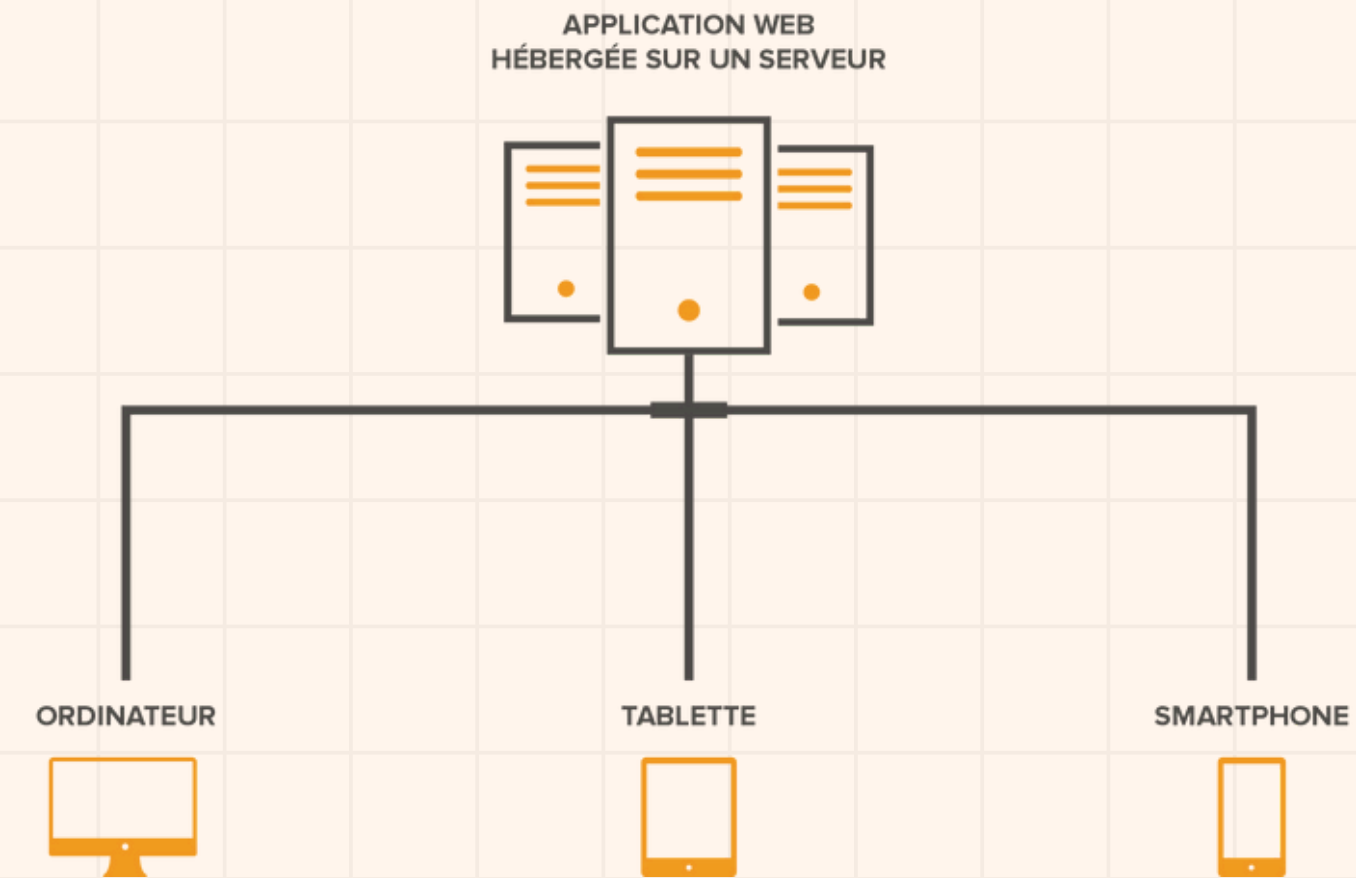 APPLICATION WEB
HÉBERGÉE SUR UN SERVEUR
ORDINATEUR
TABLETTE
SMARTPHONE